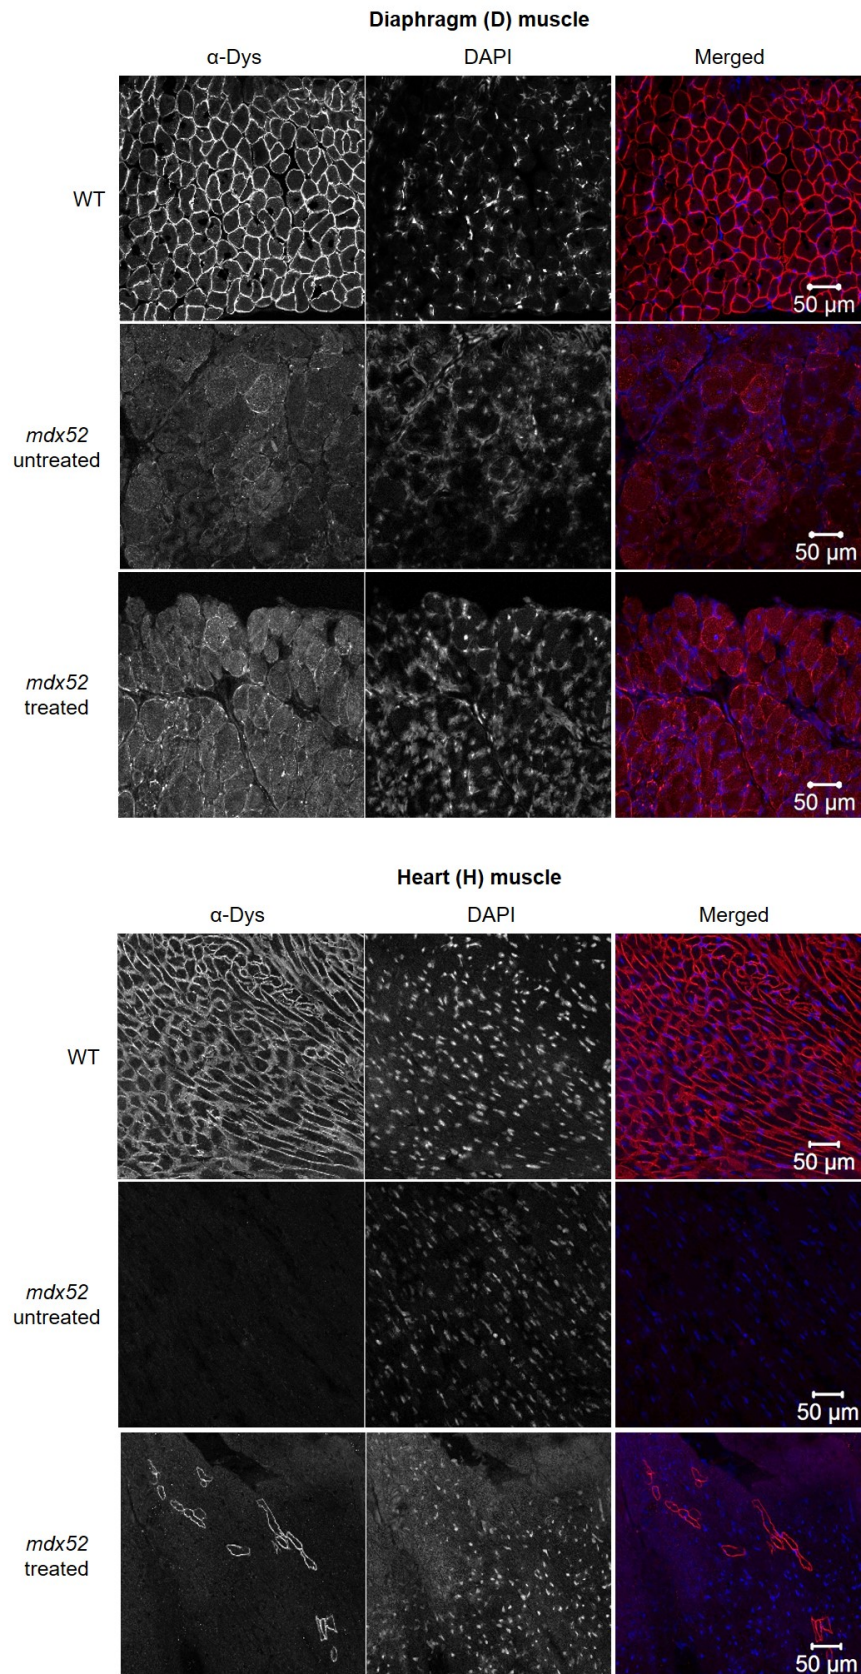 Diaphragm (D) muscle
α-Dys DAPI Merged
WT
50 µm
mdx52
untreated
50 µm
mdx52
treated
50 µm
Heart (H) muscle
α-Dys DAPI Merged
WT
50 µm
mdx52
untreated
50 µm
mdx52
treated
50 µm